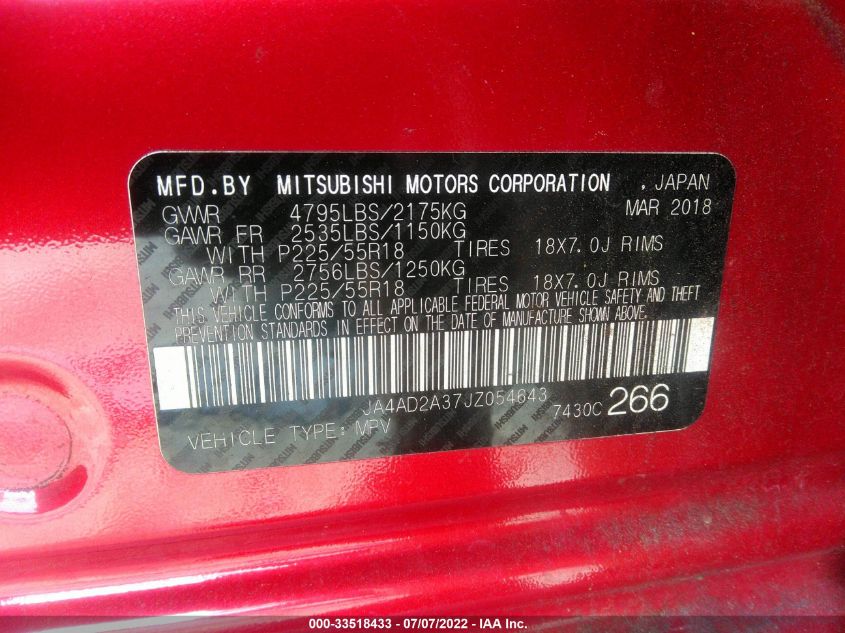 MFD.BY MITSUBISHI MOTORS CORPORATION , JAPAN
GVWR 4795LBS/2175KG MAR 2018
GAWR FR 2535LBS/1150KG
WITH P225/55R18 TIRES 18X7.0J RIMS
GAWR RR 2756LBS/1250KG
WITH P225/55R18 TIRES 18X7.0J RIMS
THIS VEHICLE CONFORMS TO ALL APPLICABLE FEDERAL MOTOR VEHICLE SAFETY AND THEFT
PREVENTION STANDARDS IN EFFECT ON THE DATE OF MANUFACTURE SHOWN ABOVE.
JA4AD2A37JZ054643
7430C 266
VEHICLE TYPE: MPV
000-33518433 - 07/07/2022 - IAAI.com